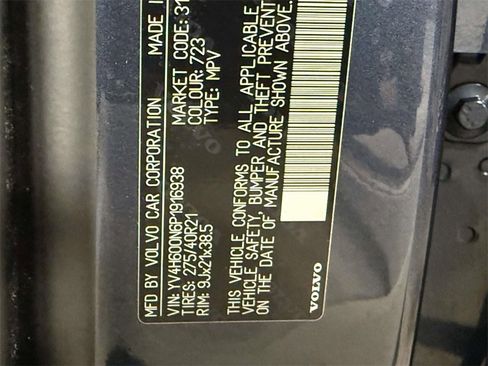 MFD BY VOLVO CAR CORPORATION MADE I
VIN: YV4H600N6P1916938 MARKET CODE: 31
TIRES: 275/40R21 COLOUR: 723
RIM: 9Jx21x38.5 TYPE: MPV
THIS VEHICLE CONFORMS TO ALL APPLICABLE
VEHICLE SAFETY, BUMPER AND THEFT PREVENT
ON THE DATE OF MANUFACTURE SHOWN ABOVE.
VOLVO